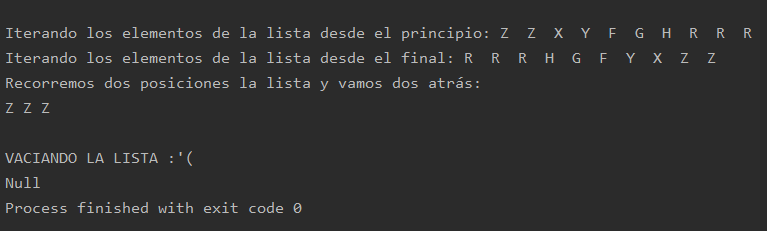 Iterando los elementos de la lista desde el principio: Z  Z  X  Y  F  G  H  R  R  R
Iterando los elementos de la lista desde el final: R  R  R  H  G  F  Y  X  Z  Z
Recorremos dos posiciones la lista y vamos dos atrás:
Z Z Z
VACIANDO LA LISTA :'(
Null
Process finished with exit code 0